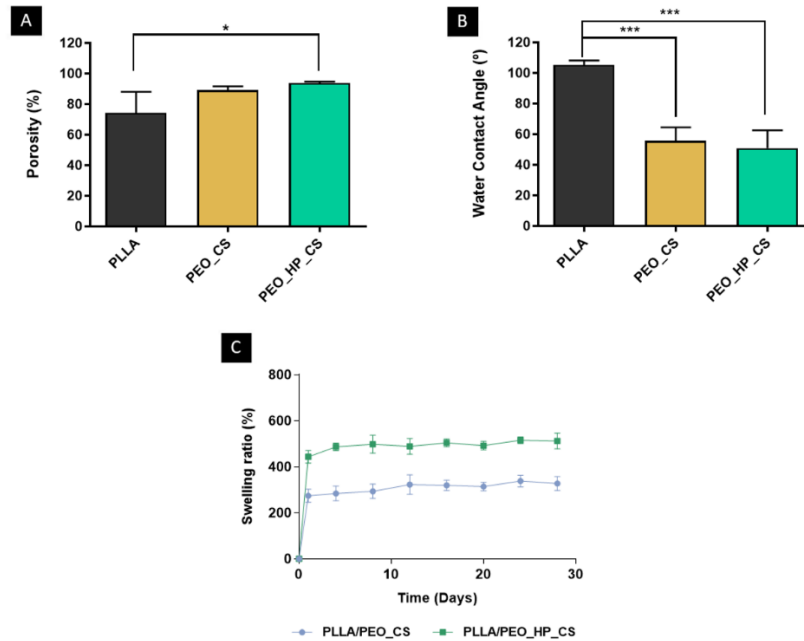 A
Porosity (%)
120
100
80
60
40
20
0
*
PLLA
PEO_CS
PEO_HP_CS
B
Water Contact Angle (°)
120
100
80
60
40
20
0
***
***
PLLA
PEO_CS
PEO_HP_CS
C
Swelling ratio (%)
800
600
400
200
0
0
10
20
30
Time (Days)
PLLA/PEO_CS
PLLA/PEO_HP_CS